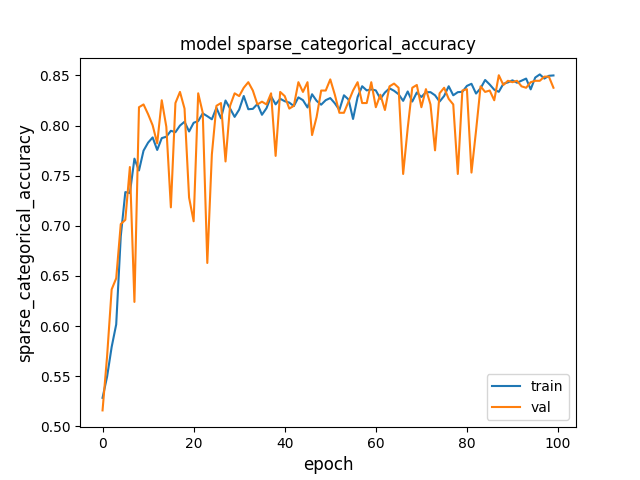 model sparse_categorical_accuracy
sparse_categorical_accuracy
0.85
0.80
0.75
0.70
0.65
0.60
0.55
0.50
0 20 40 60 80 100
epoch
train
val